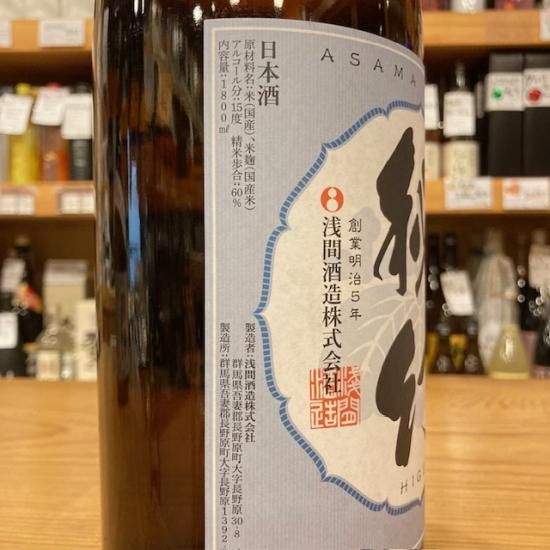 ASAMA
日本酒
原材料名：米（国産）、米麹（国産米）
アルコール分：15度　精米歩合：60％
内容量：1800㎖
創業明治5年
浅間酒造株式会社
製造者：浅間酒造株式会社
群馬県吾妻郡長野原町大字長野原30-8
製造所：群馬県吾妻郡長野原町大字長野原1392-
HIG